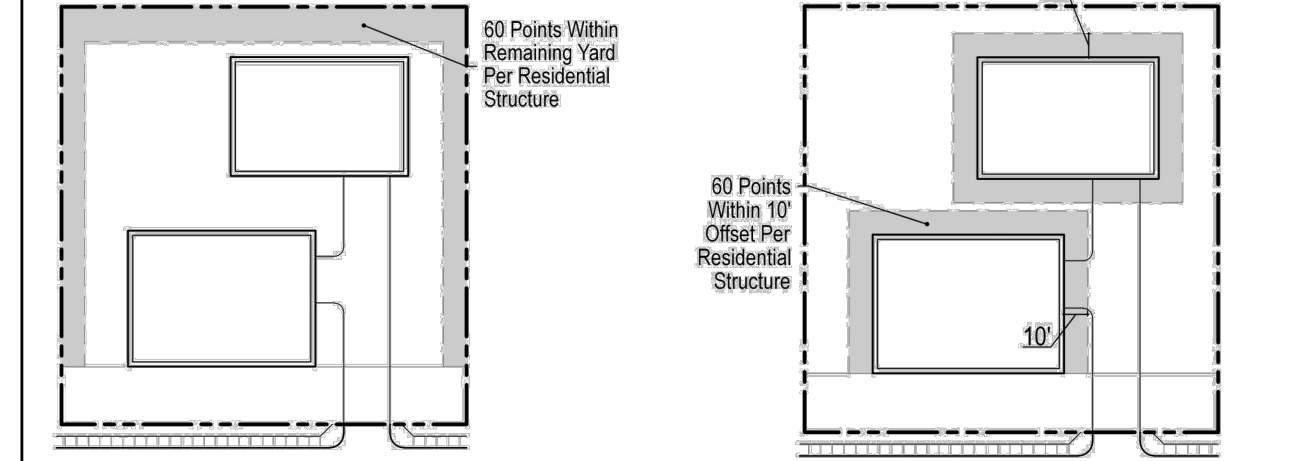 60 Points Within
Remaining Yard
Per Residential
Structure
60 Points
Within 10'
Offset Per
Residential
Structure
10'